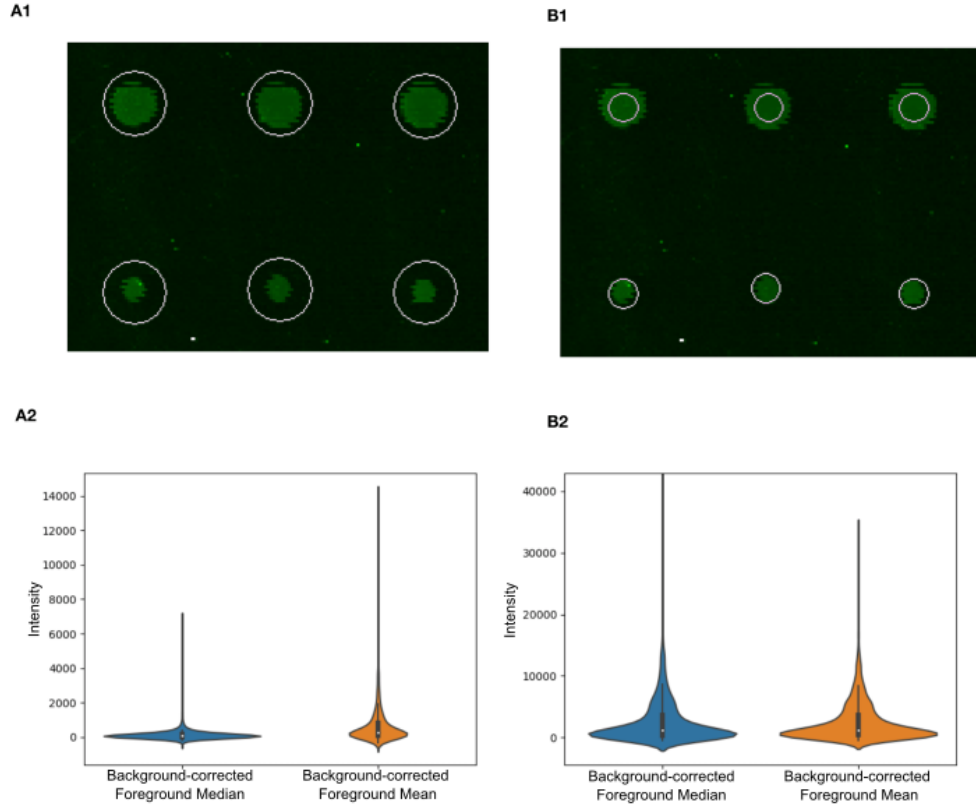 A1
B1
A2
B2
14000
12000
10000
8000
6000
4000
2000
0
Intensity
Background-corrected
Foreground Median
Background-corrected
Foreground Mean
40000
30000
20000
10000
0
Intensity
Background-corrected
Foreground Median
Background-corrected
Foreground Mean